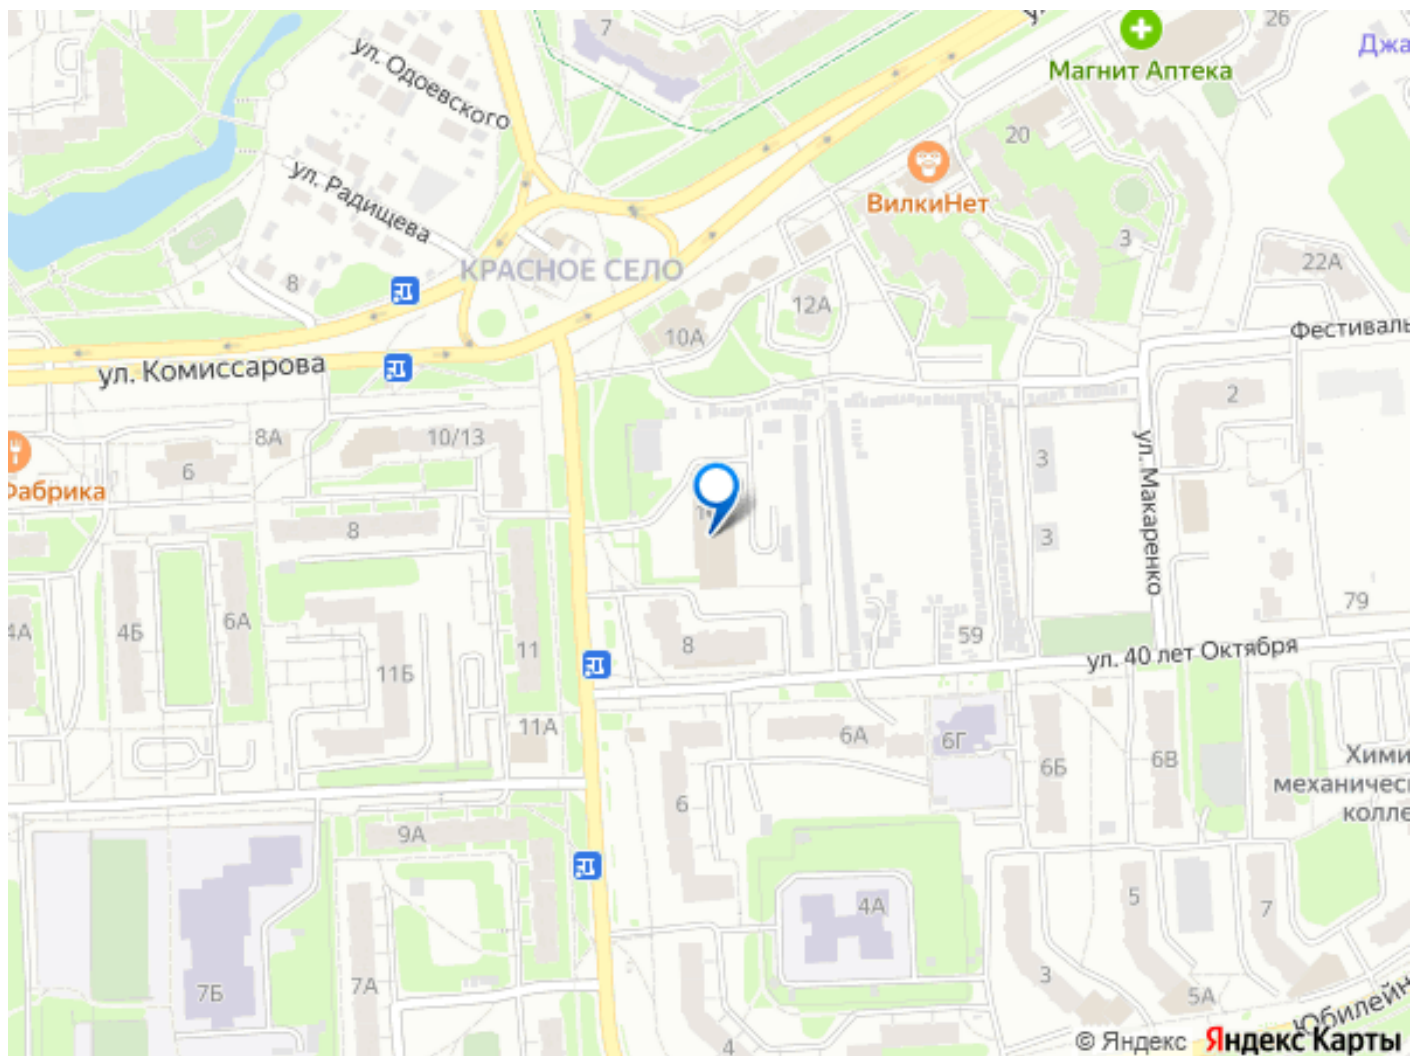 7
26
Магнит Аптека
Джа
ул. Одоевского
20
ул. Радищева
ВилкиНет
3
КРАСНОЕ СЕЛО
22А
8
12А
10А
Фестиваль
ул. Комиссарова
2
8А
10/13
6
Фабрика
3
ул. Макаренко
8
3
79
4А
4Б
6А
11
8
59
ул. 40 лет Октября
11Б
11А
6А
6Г
6Б
6В
Хими
механичес
колле
6
9А
4А
5
7
7Б
7А
3
5А
Юбилейн
4
© Яндекс Яндекс Карты